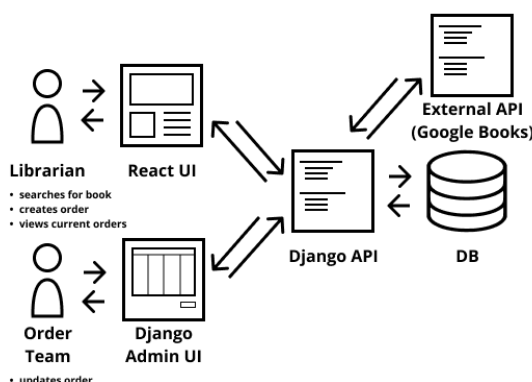 External API
(Google Books)
Librarian
React UI
• searches for book
• creates order
• views current orders
Django API
DB
Order
Team
Django
Admin UI
• updates order